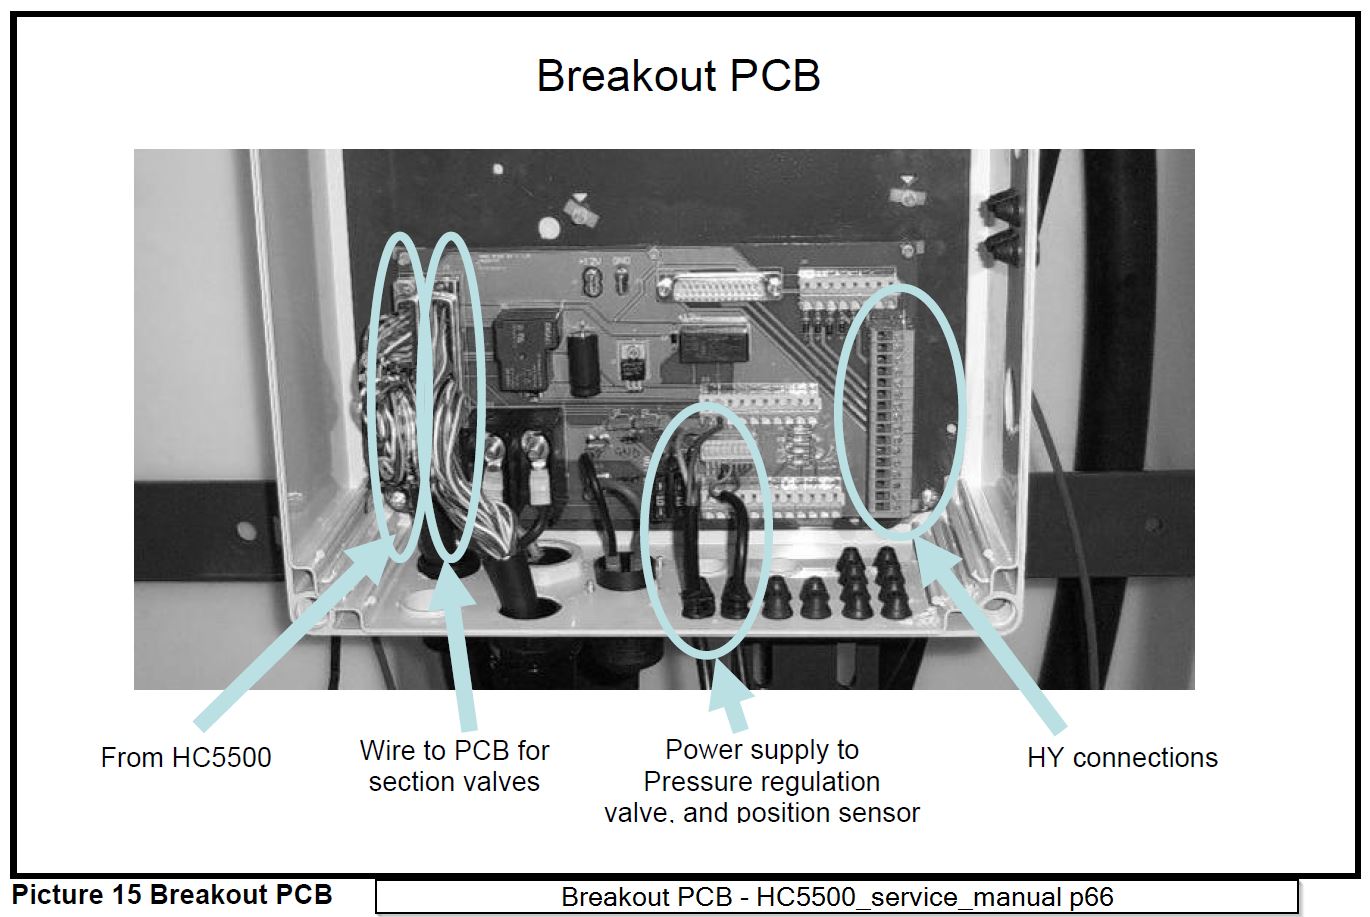 Breakout PCB
+12V GND
From HC5500
Wire to PCB for
section valves
Power supply to
Pressure regulation
valve, and position sensor
HY connections
Picture 15 Breakout PCB
Breakout PCB - HC5500_service_manual p66